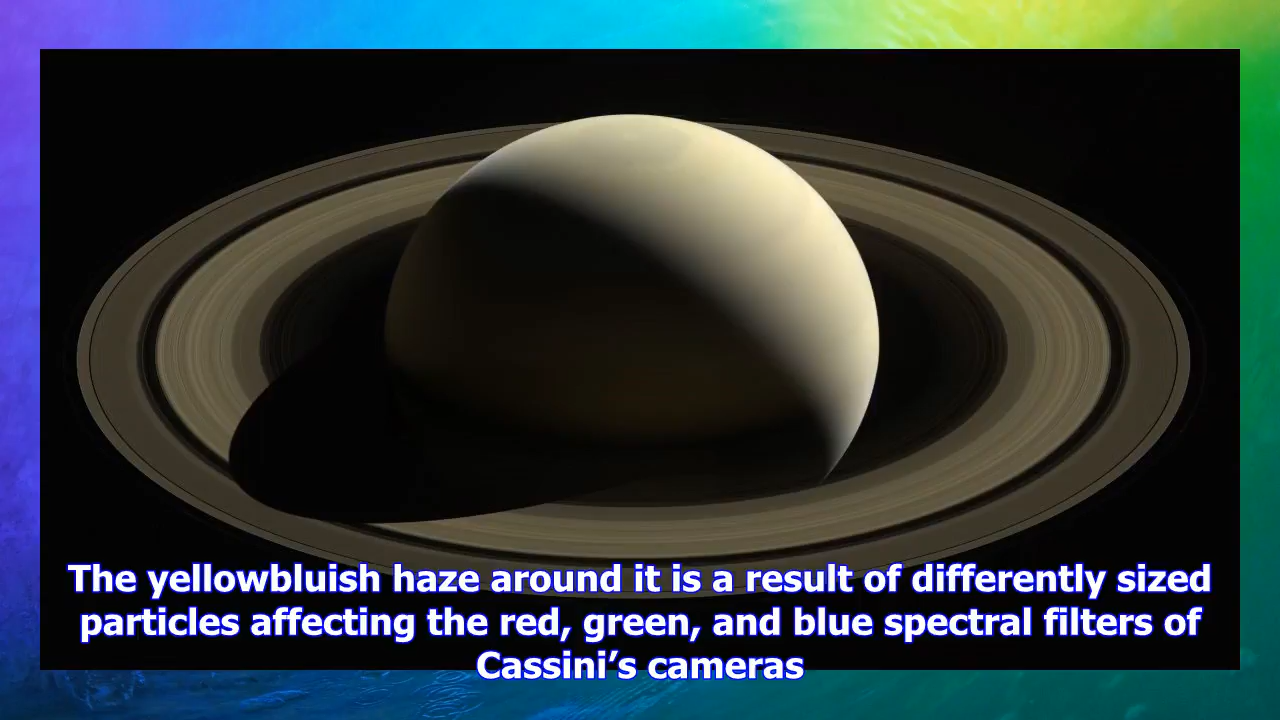 The yellowbluish haze around it is a result of differently sized
particles affecting the red, green, and blue spectral filters of
Cassini’s cameras